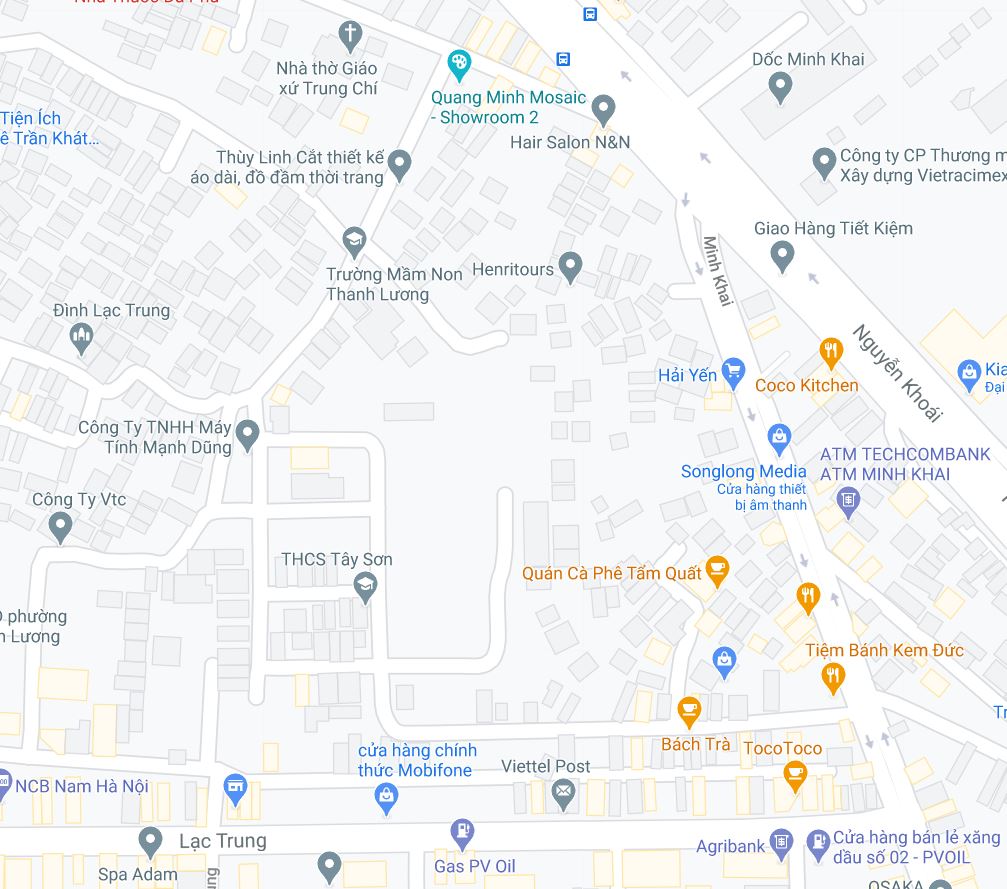 Nhà thờ Giáo
xứ Trung Chí
Quang Minh Mosaic
- Showroom 2
Dốc Minh Khai
Tiện Ích
ê Trần Khát...
Hair Salon N&N
Thùy Linh Cắt thiết kế
áo dài, đồ đầm thời trang
Công ty CP Thương m
Xây dựng Vietracimex
Giao Hàng Tiết Kiệm
Minh Khai
Trường Mầm Non
Thanh Lương
Henritours
Đình Lạc Trung
Nguyễn Khoái
Hải Yến
Coco Kitchen
Kia
Đại
Công Ty TNHH Máy
Tính Mạnh Dũng
Songlong Media
Cửa hàng thiết
bị âm thanh
ATM TECHCOMBANK
ATM MINH KHAI
Công Ty Vtc
THCS Tây Sơn
Quán Cà Phê Tẩm Quất
phường
Lương
Tiệm Bánh Kem Đức
Bách Trà
TocoToco
cửa hàng chính
thức Mobifone
Viettel Post
NCB Nam Hà Nội
Lạc Trung
Spa Adam
Gas PV Oil
Agribank
Cửa hàng bán lẻ xăng
dầu số 02 - PVOIL
OSAKA